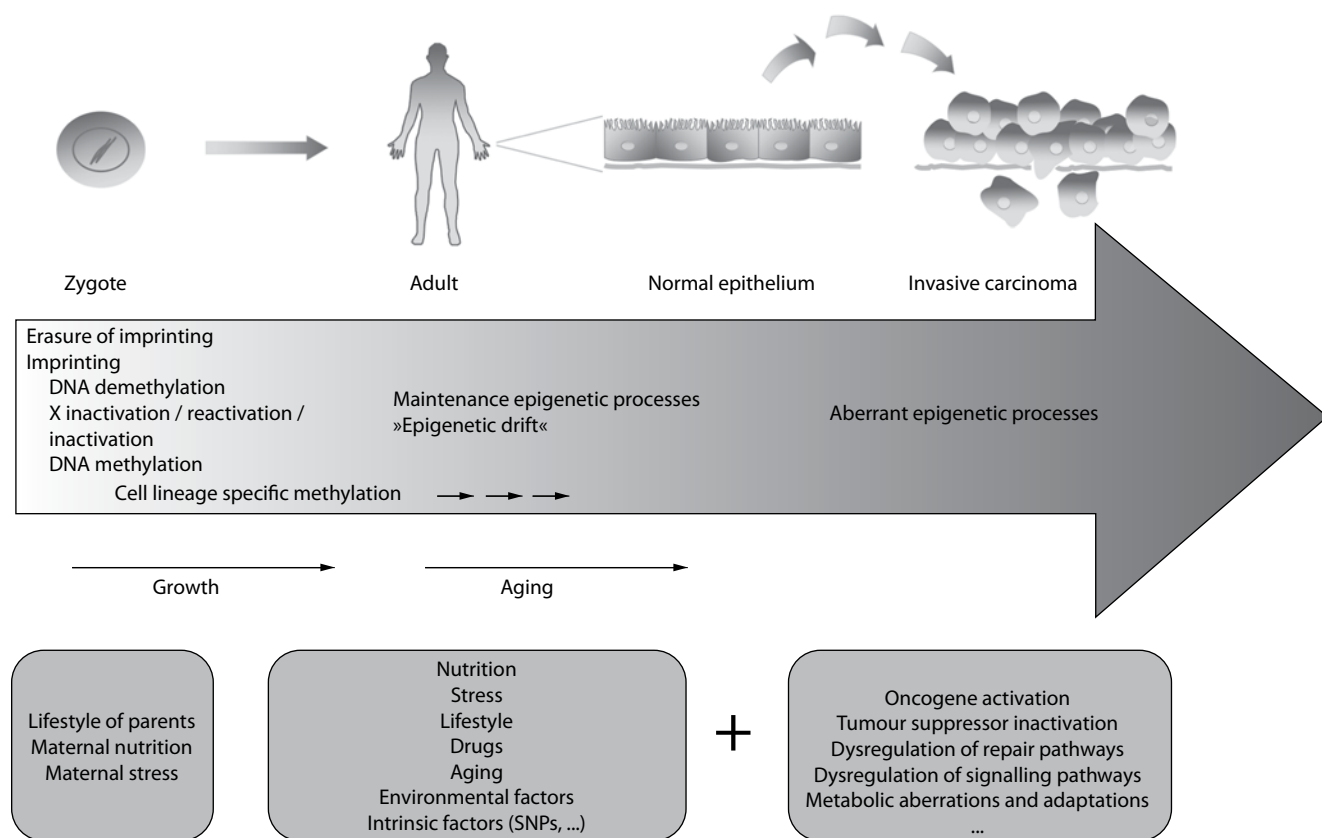 Zygote
Adult
Normal epithelium
Invasive carcinoma
Erasure of imprinting
Imprinting
DNA demethylation
X inactivation / reactivation /
inactivation
DNA methylation
Cell lineage specific methylation
Maintenance epigenetic processes
»Epigenetic drift«
Aberrant epigenetic processes
Growth
Aging
Lifestyle of parents
Maternal nutrition
Maternal stress
Nutrition
Stress
Lifestyle
Drugs
Aging
Environmental factors
Intrinsic factors (SNPs, ...)
+
Oncogene activation
Tumour suppressor inactivation
Dysregulation of repair pathways
Dysregulation of signalling pathways
Metabolic aberrations and adaptations
...